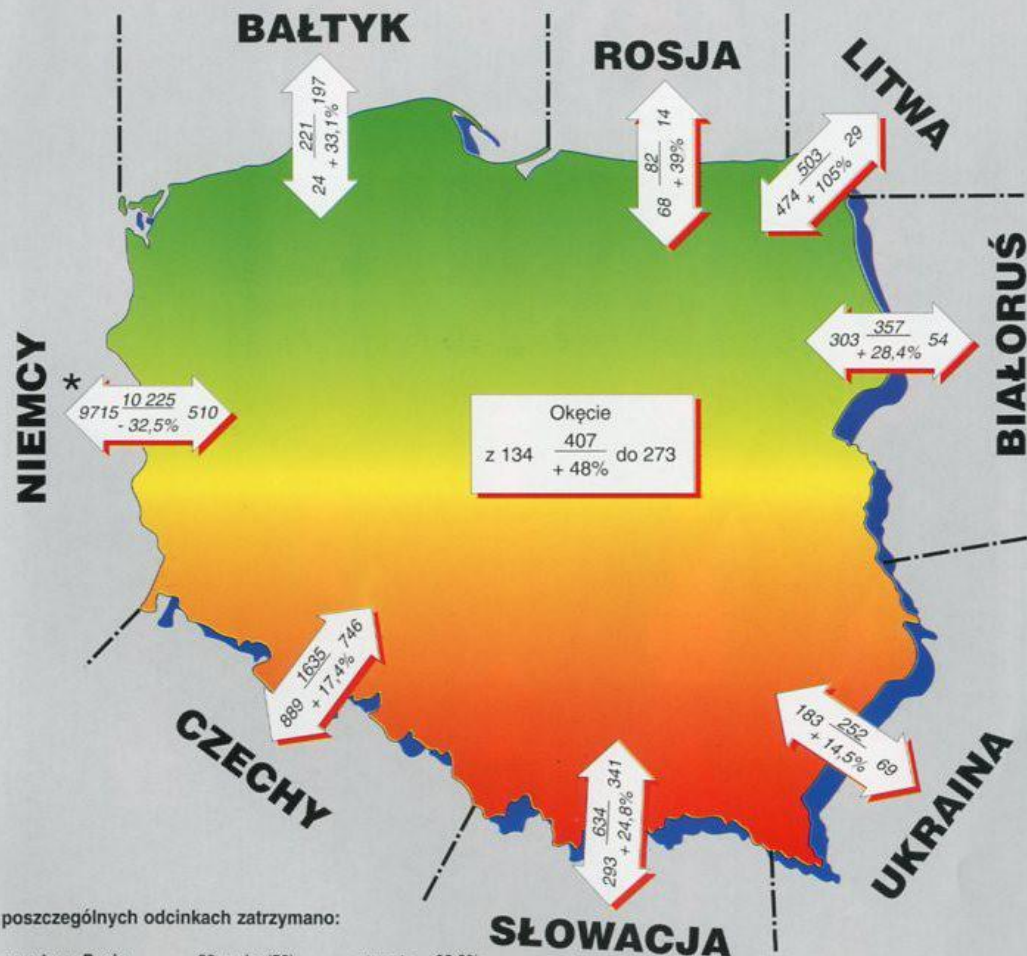 BAŁTYK
24 221 197
+ 33,1%
ROSJA
68 82 14
+ 39%
LITWA
474 503 29
+ 105%
BIAŁORUŚ
303 357 54
+ 28,4%
NIEMCY
*
9715 10 225 510
- 32,5%
Okęcie
z 134 407 do 273
+ 48%
CZECHY
889 1635 746
+ 17,4%
SŁOWACJA
293 634 341
+ 24,8%
UKRAINA
183 252 69
+ 14,5%
poszczególnych odcinkach zatrzymano: